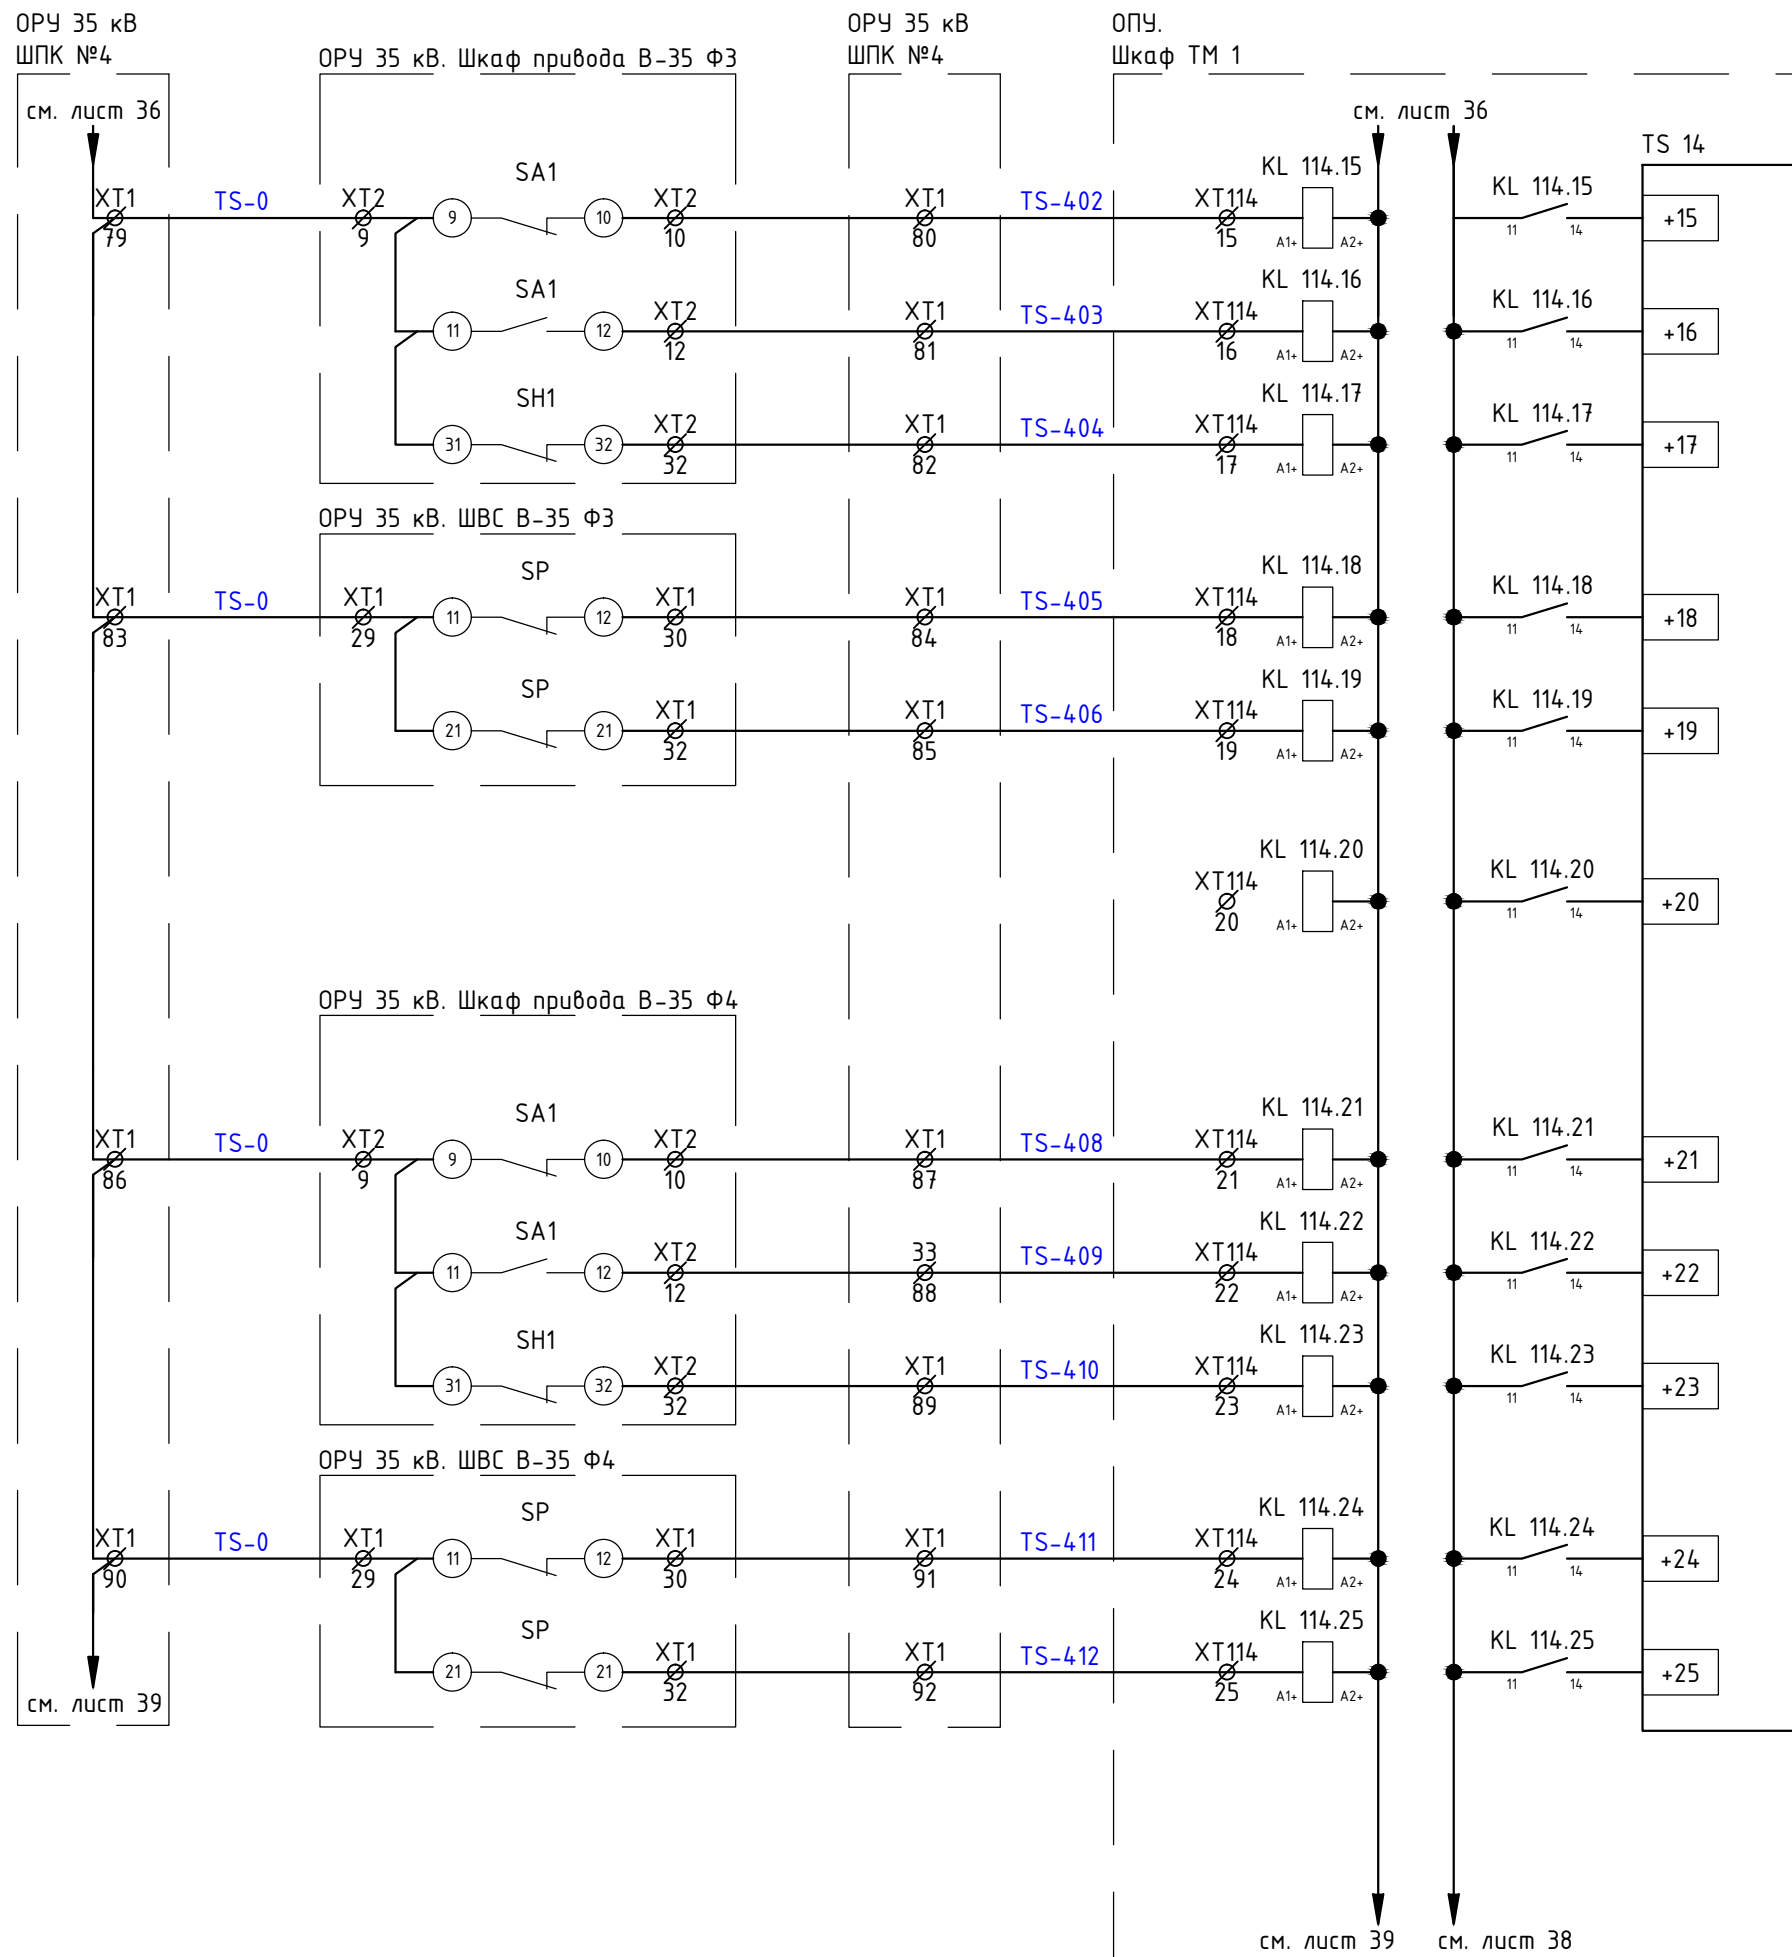 ОРУ 35 кВ
ШПК №4
ОРУ 35 кВ. Шкаф привода В-35 Ф3
ОРУ 35 кВ
ШПК №4
ОПУ.
Шкаф ТМ 1
см. лист 36
см. лист 36
TS 14
XT1
79
TS-0
XT2
9
SA1
9
10
XT2
10
XT1
80
TS-402
XT114
15
KL 114.15
A1+
A2+
KL 114.15
11
14
+15
SA1
11
12
XT2
12
XT1
81
TS-403
XT114
16
KL 114.16
A1+
A2+
KL 114.16
11
14
+16
SH1
31
32
XT2
32
XT1
82
TS-404
XT114
17
KL 114.17
A1+
A2+
KL 114.17
11
14
+17
ОРУ 35 кВ. ШВС В-35 Ф3
XT1
83
TS-0
XT1
29
SP
11
12
XT1
30
XT1
84
TS-405
XT114
18
KL 114.18
A1+
A2+
KL 114.18
11
14
+18
SP
21
21
XT1
32
XT1
85
TS-406
XT114
19
KL 114.19
A1+
A2+
KL 114.19
11
14
+19
XT114
20
KL 114.20
A1+
A2+
KL 114.20
11
14
+20
ОРУ 35 кВ. Шкаф привода В-35 Ф4
XT1
86
TS-0
XT2
9
SA1
9
10
XT2
10
XT1
87
TS-408
XT114
21
KL 114.21
A1+
A2+
KL 114.21
11
14
+21
SA1
11
12
XT2
12
33
88
TS-409
XT114
22
KL 114.22
A1+
A2+
KL 114.22
11
14
+22
SH1
31
32
XT2
32
XT1
89
TS-410
XT114
23
KL 114.23
A1+
A2+
KL 114.23
11
14
+23
ОРУ 35 кВ. ШВС В-35 Ф4
XT1
90
TS-0
XT1
29
SP
11
12
XT1
30
XT1
91
TS-411
XT114
24
KL 114.24
A1+
A2+
KL 114.24
11
14
+24
SP
21
21
XT1
32
XT1
92
TS-412
XT114
25
KL 114.25
A1+
A2+
KL 114.25
11
14
+25
см. лист 39
см. лист 39
см. лист 38